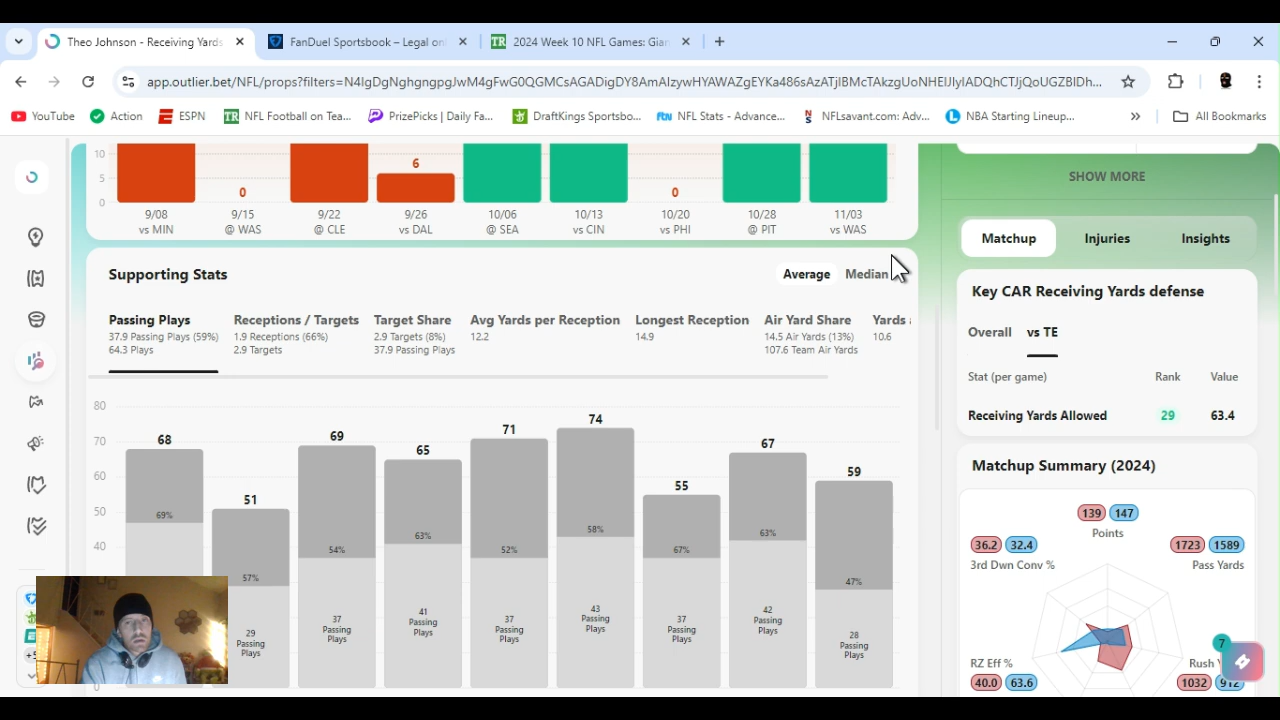 Theo Johnson - Receiving Yards
FanDuel Sportsbook – Legal on
2024 Week 10 NFL Games: Gian
YouTube
Action
ESPN
NFL Football on Tea...
PrizePicks | Daily Fa...
DraftKings Sportsbo...
NFL Stats - Advance...
NFLsavant.com: Adv...
NBA Starting Lineup...
All Bookmarks
10
5
0
0
6
0
9/08
vs MIN
9/15
@ WAS
9/22
@ CLE
9/26
vs DAL
10/06
@ SEA
10/13
vs CIN
10/20
vs PHI
10/28
@ PIT
11/03
vs WAS
Supporting Stats
Average
Median
Passing Plays
37.9 Passing Plays (59%)
64.3 Plays
Receptions / Targets
1.9 Receptions (66%)
2.9 Targets
Target Share
2.9 Targets (8%)
37.9 Passing Plays
Avg Yards per Reception
12.2
Longest Reception
14.9
Air Yard Share
14.5 Air Yards (13%)
107.6 Team Air Yards
Yards
10.6
80
70
60
50
40
68
69%
51
57%
29
Passing
Plays
69
54%
37
Passing
Plays
65
63%
41
Passing
Plays
71
52%
37
Passing
Plays
74
58%
43
Passing
Plays
55
67%
37
Passing
Plays
67
63%
42
Passing
Plays
59
47%
28
Passing
Plays
SHOW MORE
Matchup
Injuries
Insights
Key CAR Receiving Yards defense
Overall
vs TE
Stat (per game)
Rank
Value
Receiving Yards Allowed
29
63.4
Matchup Summary (2024)
139 147
Points
36.2 32.4
3rd Dwn Conv %
1723 1589
Pass Yards
RZ Eff %
40.0 63.6
Rush
1032 912
7